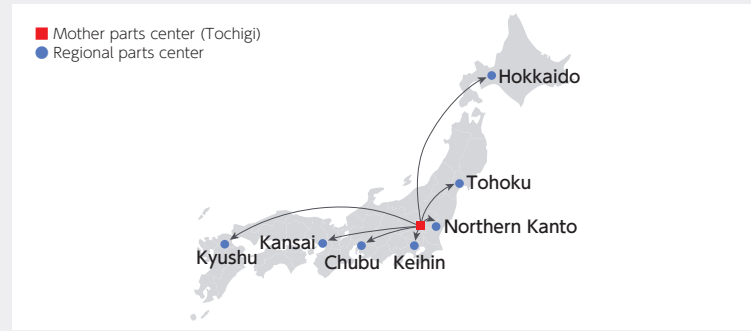 Mother parts center (Tochigi)
Regional parts center
Hokkaido
Tohoku
Northern Kanto
Kansai
Kyushu
Chubu
Keihin